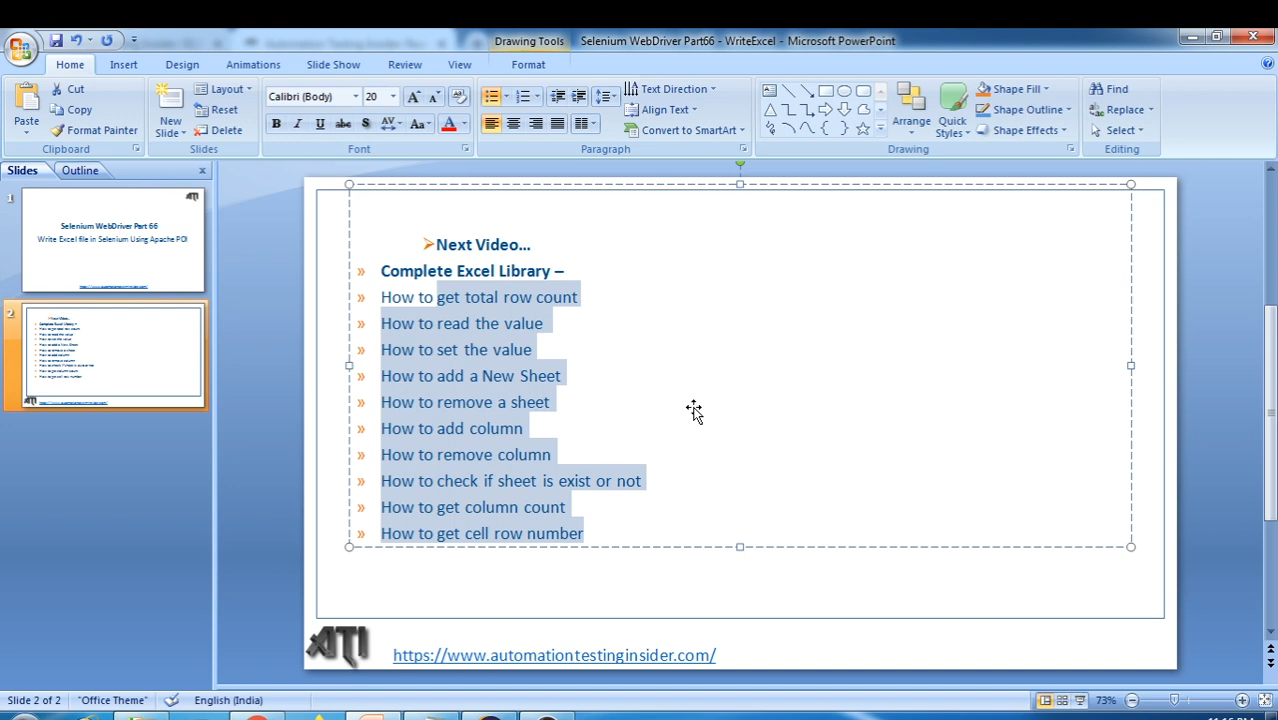 Drawing Tools
Selenium WebDriver Part66 - WriteExcel - Microsoft PowerPoint
Home Insert Design Animations Slide Show Review View Format
Paste
Cut
Copy
Format Painter
Clipboard
New Slide
Layout
Reset
Delete
Slides
Calibri (Body) 20
B I U abc S AV Aa A
Font
Text Direction
Align Text
Convert to SmartArt
Paragraph
Arrange
Quick Styles
Shape Fill
Shape Outline
Shape Effects
Drawing
Find
Replace
Select
Editing
Slides Outline
1
Selenium WebDriver Part 66
Write Excel file in Selenium Using Apache POI
2
Next Video...
Complete Excel Library –
How to get total row count
How to read the value
How to set the value
How to add a New Sheet
How to remove a sheet
How to add column
How to remove column
How to check if sheet is exist or not
How to get column count
How to get cell row number
ATI
https://www.automationtestinginsider.com/
Slide 2 of 2 "Office Theme" English (India) 73%